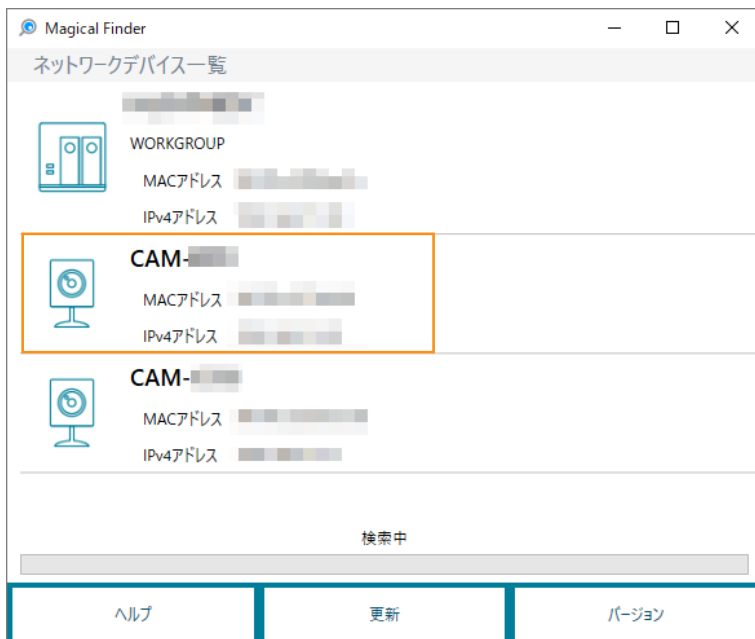 Magical Finder
ネットワークデバイス一覧
WORKGROUP
MACアドレス
IPv4アドレス
CAM-
MACアドレス
IPv4アドレス
CAM-
MACアドレス
IPv4アドレス
検索中
ヘルプ
更新
バージョン